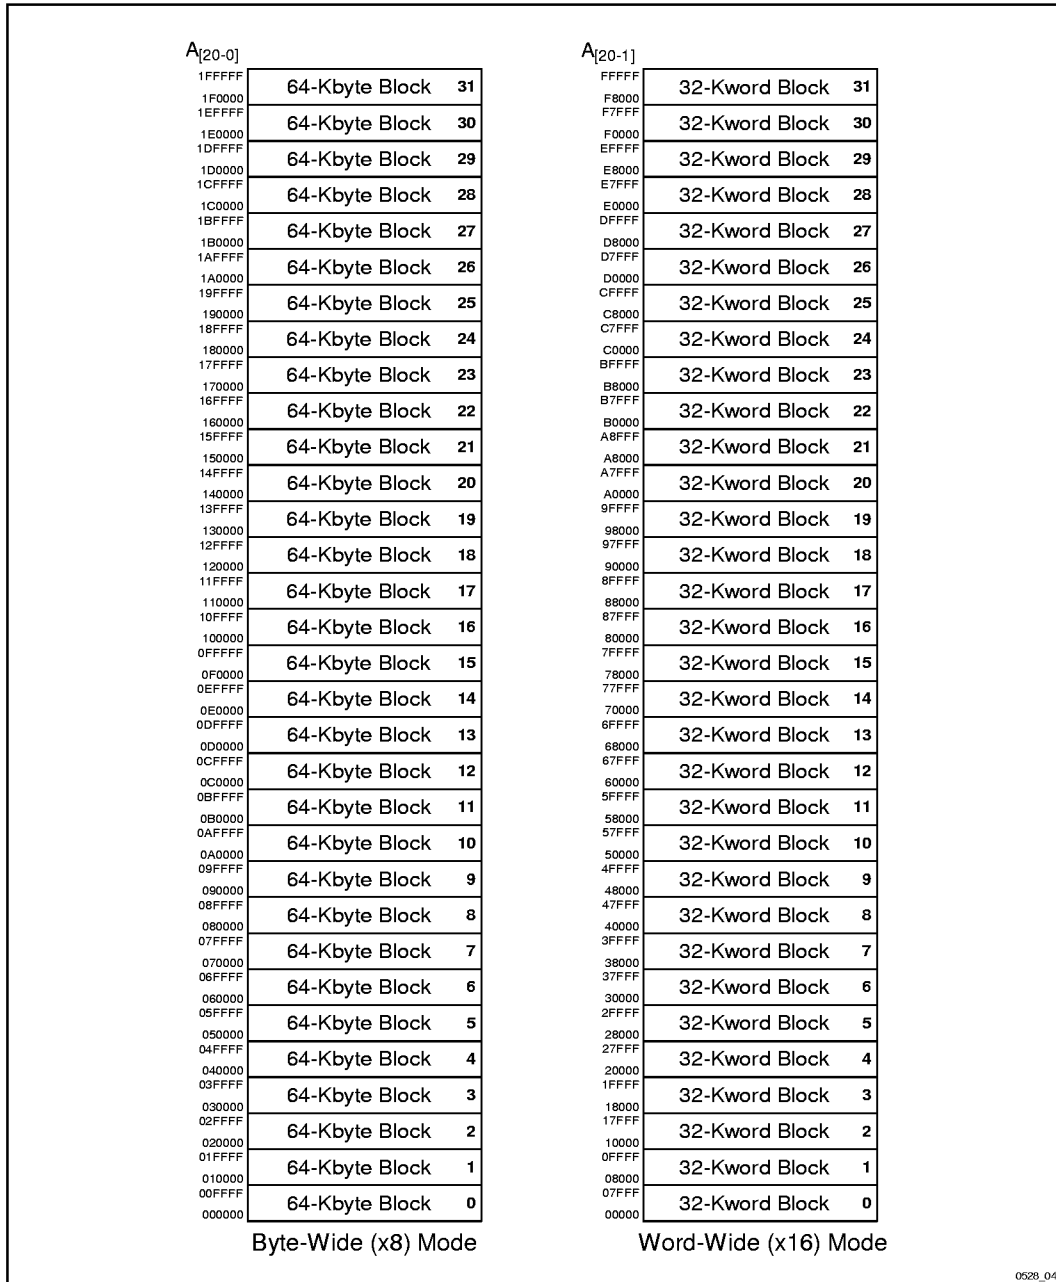 A[20-0]
1FFFFF
64-Kbyte Block 31
1F0000
1EFFFF
64-Kbyte Block 30
1E0000
1DFFFF
64-Kbyte Block 29
1D0000
1CFFFF
64-Kbyte Block 28
1C0000
1BFFFF
64-Kbyte Block 27
1B0000
1AFFFF
64-Kbyte Block 26
1A0000
19FFFF
64-Kbyte Block 25
190000
18FFFF
64-Kbyte Block 24
180000
17FFFF
64-Kbyte Block 23
170000
16FFFF
64-Kbyte Block 22
160000
15FFFF
64-Kbyte Block 21
150000
14FFFF
64-Kbyte Block 20
140000
13FFFF
64-Kbyte Block 19
130000
12FFFF
64-Kbyte Block 18
120000
11FFFF
64-Kbyte Block 17
110000
10FFFF
64-Kbyte Block 16
100000
0FFFFF
64-Kbyte Block 15
0F0000
0EFFFF
64-Kbyte Block 14
0E0000
0DFFFF
64-Kbyte Block 13
0D0000
0CFFFF
64-Kbyte Block 12
0C0000
0BFFFF
64-Kbyte Block 11
0B0000
0AFFFF
64-Kbyte Block 10
0A0000
09FFFF
64-Kbyte Block 9
090000
08FFFF
64-Kbyte Block 8
080000
07FFFF
64-Kbyte Block 7
070000
06FFFF
64-Kbyte Block 6
060000
05FFFF
64-Kbyte Block 5
050000
04FFFF
64-Kbyte Block 4
040000
03FFFF
64-Kbyte Block 3
030000
02FFFF
64-Kbyte Block 2
020000
01FFFF
64-Kbyte Block 1
010000
00FFFF
64-Kbyte Block 0
000000
Byte-Wide (x8) Mode
A[20-1]
FFFFF
32-Kword Block 31
F8000
F7FFF
32-Kword Block 30
F0000
EFFFF
32-Kword Block 29
E8000
E7FFF
32-Kword Block 28
E0000
DFFFF
32-Kword Block 27
D8000
D7FFF
32-Kword Block 26
D0000
CFFFF
32-Kword Block 25
C8000
C7FFF
32-Kword Block 24
C0000
BFFFF
32-Kword Block 23
B8000
B7FFF
32-Kword Block 22
B0000
A8FFF
32-Kword Block 21
A8000
A7FFF
32-Kword Block 20
A0000
9FFFF
32-Kword Block 19
98000
97FFF
32-Kword Block 18
90000
8FFFF
32-Kword Block 17
88000
87FFF
32-Kword Block 16
80000
7FFFF
32-Kword Block 15
78000
77FFF
32-Kword Block 14
70000
6FFFF
32-Kword Block 13
68000
67FFF
32-Kword Block 12
60000
5FFFF
32-Kword Block 11
58000
57FFF
32-Kword Block 10
50000
4FFFF
32-Kword Block 9
48000
47FFF
32-Kword Block 8
40000
3FFFF
32-Kword Block 7
38000
37FFF
32-Kword Block 6
30000
2FFFF
32-Kword Block 5
28000
27FFF
32-Kword Block 4
20000
1FFFF
32-Kword Block 3
18000
17FFF
32-Kword Block 2
10000
0FFFF
32-Kword Block 1
08000
07FFF
32-Kword Block 0
00000
Word-Wide (x16) Mode
0528_04